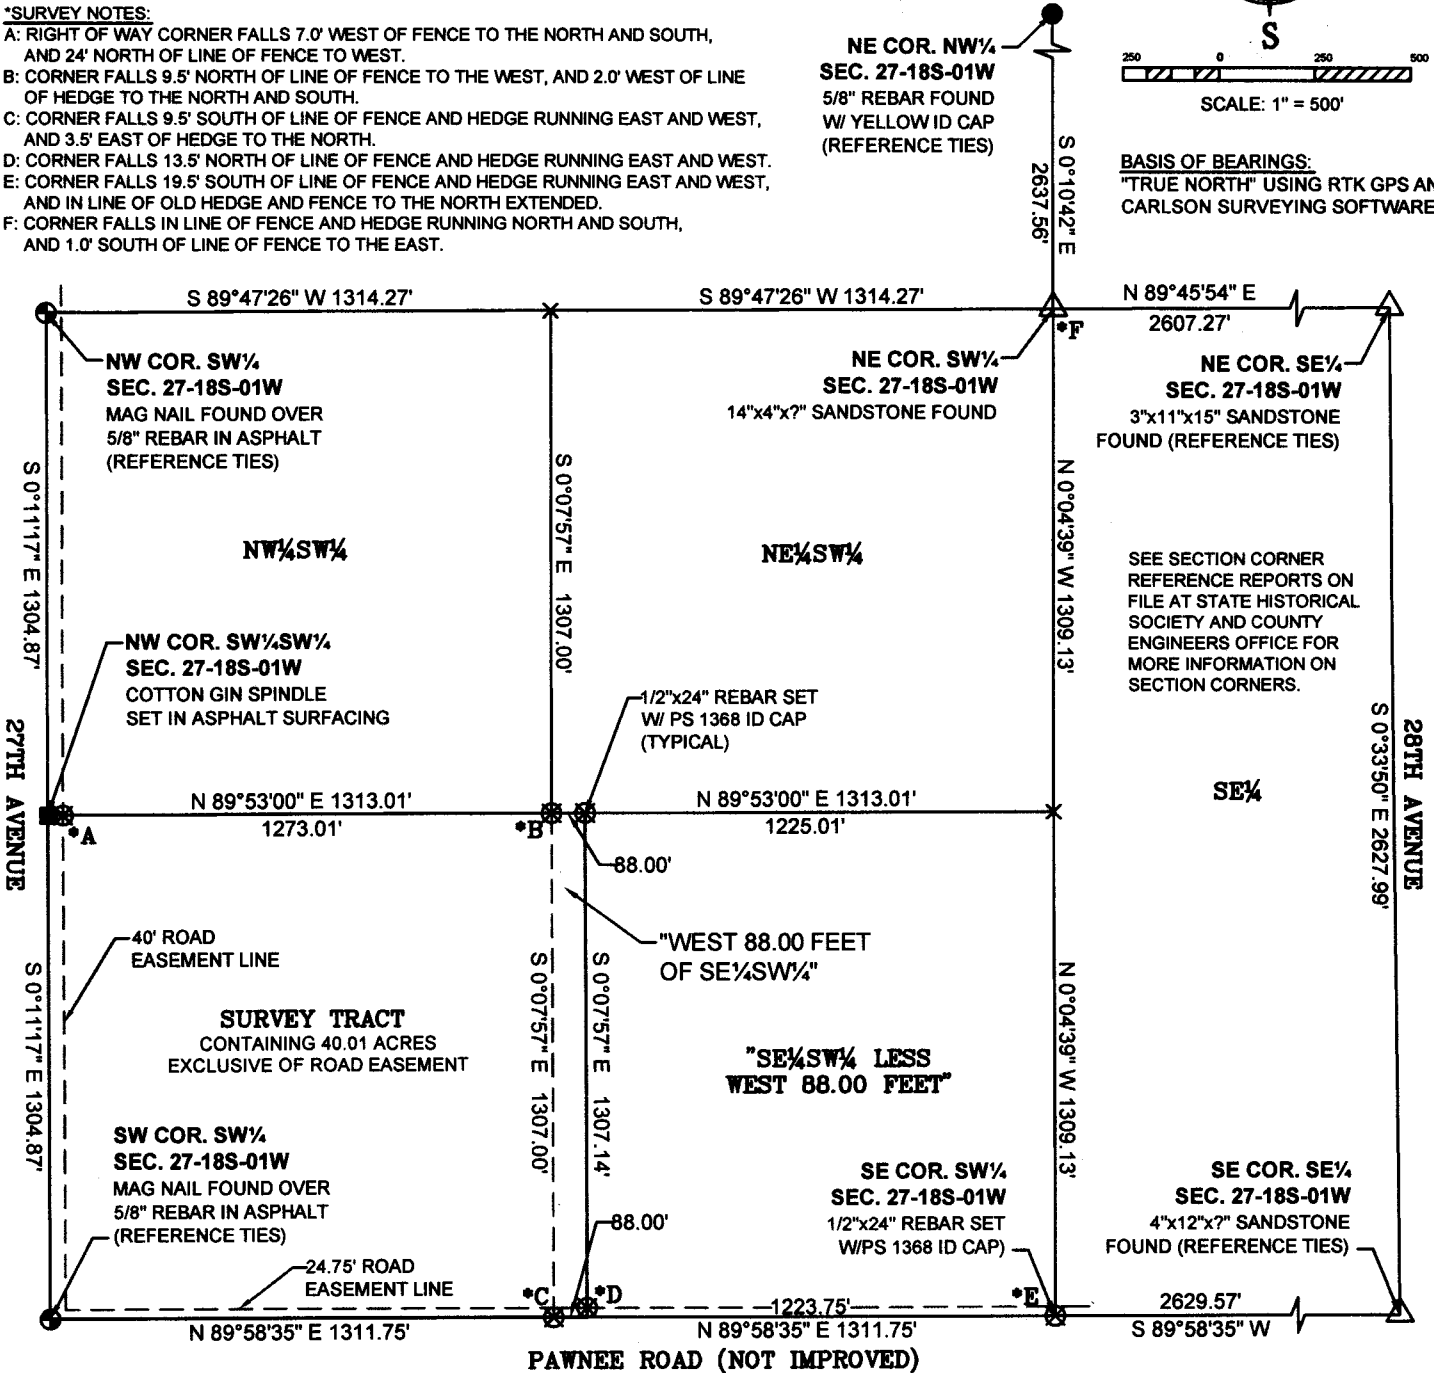 *SURVEY NOTES:
A: RIGHT OF WAY CORNER FALLS 7.0' WEST OF FENCE TO THE NORTH AND SOUTH,
AND 24' NORTH OF LINE OF FENCE TO WEST.
B: CORNER FALLS 9.5' NORTH OF LINE OF FENCE TO THE WEST, AND 2.0' WEST OF LINE
OF HEDGE TO THE NORTH AND SOUTH.
C: CORNER FALLS 9.5' SOUTH OF LINE OF FENCE AND HEDGE RUNNING EAST AND WEST,
AND 3.5' EAST OF HEDGE TO THE NORTH.
D: CORNER FALLS 13.5' NORTH OF LINE OF FENCE AND HEDGE RUNNING EAST AND WEST.
E: CORNER FALLS 19.5' SOUTH OF LINE OF FENCE AND HEDGE RUNNING EAST AND WEST,
AND IN LINE OF OLD HEDGE AND FENCE TO THE NORTH EXTENDED.
F: CORNER FALLS IN LINE OF FENCE AND HEDGE RUNNING NORTH AND SOUTH,
AND 1.0' SOUTH OF LINE OF FENCE TO THE EAST.
NE COR. NW¼
SEC. 27-18S-01W
5/8" REBAR FOUND
W/ YELLOW ID CAP
(REFERENCE TIES)
S 0°10'42" E
2637.56'
S
250 0 250 500
SCALE: 1" = 500'
BASIS OF BEARINGS:
"TRUE NORTH" USING RTK GPS AN
CARLSON SURVEYING SOFTWARE
S 89°47'26" W 1314.27'
S 89°47'26" W 1314.27'
N 89°45'54" E
2607.27'
*F
NW COR. SW¼
SEC. 27-18S-01W
MAG NAIL FOUND OVER
5/8" REBAR IN ASPHALT
(REFERENCE TIES)
NE COR. SW¼
SEC. 27-18S-01W
14"x4"x?" SANDSTONE FOUND
NE COR. SE¼
SEC. 27-18S-01W
3"x11"x15" SANDSTONE
FOUND (REFERENCE TIES)
S 0°11'17" E 1304.87'
S 0°07'57" E 1307.00'
N 0°04'39" W 1309.13'
NW¼SW¼
NE¼SW¼
SEE SECTION CORNER
REFERENCE REPORTS ON
FILE AT STATE HISTORICAL
SOCIETY AND COUNTY
ENGINEERS OFFICE FOR
MORE INFORMATION ON
SECTION CORNERS.
NW COR. SW¼SW¼
SEC. 27-18S-01W
COTTON GIN SPINDLE
SET IN ASPHALT SURFACING
1/2"x24" REBAR SET
W/ PS 1368 ID CAP
(TYPICAL)
27TH AVENUE
28TH AVENUE
S 0°33'50" E 2627.99'
SE¼
N 89°53'00" E 1313.01'
1273.01'
N 89°53'00" E 1313.01'
1225.01'
*A
*B
88.00'
40' ROAD
EASEMENT LINE
"WEST 88.00 FEET
OF SE¼SW¼"
S 0°11'17" E 1304.87'
S 0°07'57" E 1307.00'
S 0°07'57" E 1307.14'
N 0°04'39" W 1309.13'
SURVEY TRACT
CONTAINING 40.01 ACRES
EXCLUSIVE OF ROAD EASEMENT
"SE¼SW¼ LESS
WEST 88.00 FEET"
SW COR. SW¼
SEC. 27-18S-01W
MAG NAIL FOUND OVER
5/8" REBAR IN ASPHALT
(REFERENCE TIES)
88.00'
SE COR. SW¼
SEC. 27-18S-01W
1/2"x24" REBAR SET
W/PS 1368 ID CAP)
SE COR. SE¼
SEC. 27-18S-01W
4"x12"x?" SANDSTONE
FOUND (REFERENCE TIES)
24.75' ROAD
EASEMENT LINE
*C
*D
*E
1223.75'
2629.57'
N 89°58'35" E 1311.75'
N 89°58'35" E 1311.75'
S 89°58'35" W
PAWNEE ROAD (NOT IMPROVED)